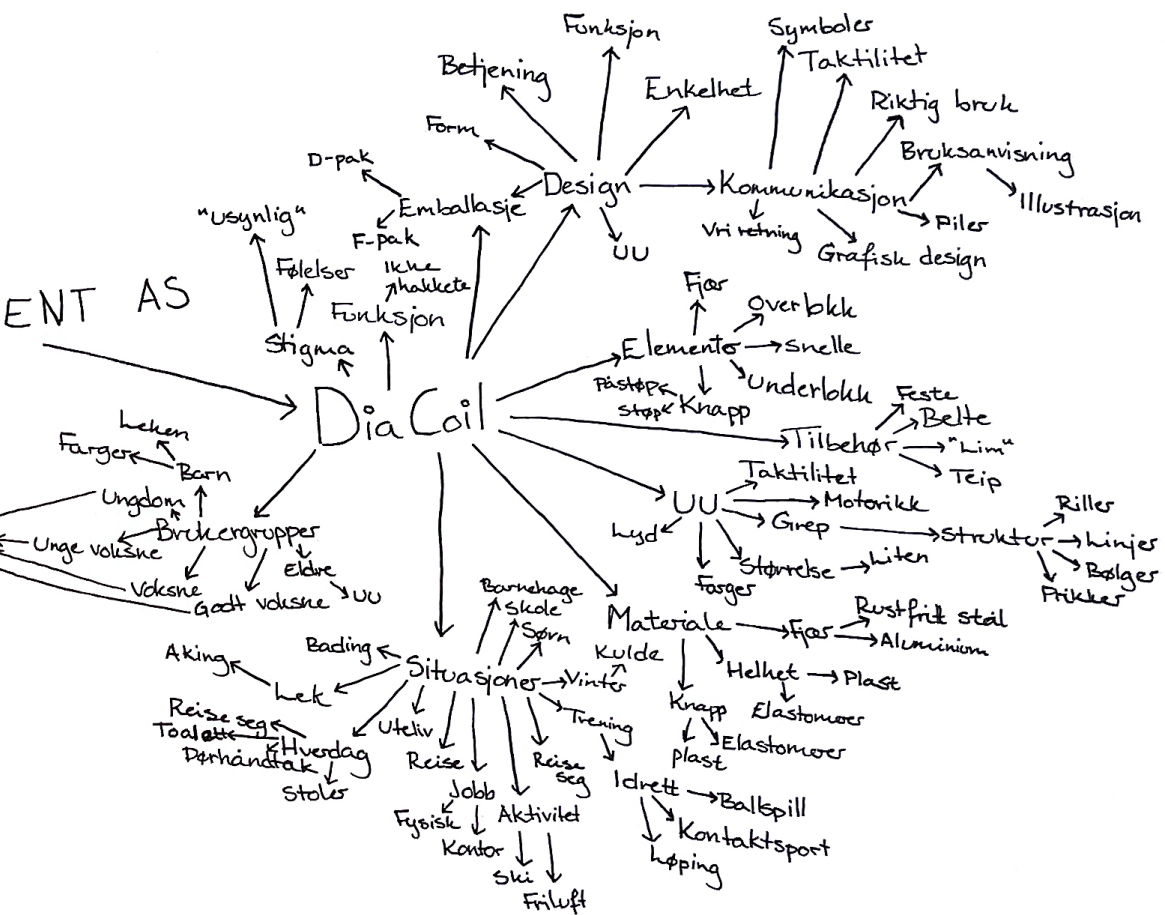 ENT AS
DiaCoil
Stigma
"Usynlig"
Følelser
Funksjon
Ikke
hakkete
Emballasje
D-pak
F-pak
Design
Form
Betjening
Funksjon
Enkelhet
UU
Kommunikasjon
Symboler
Taktilitet
Riktig bruk
Bruksanvisning
Illustrasjon
Piler
Grafisk design
Vri retning
Elementer
Fjær
Overlokk
Snelle
Underlokk
Knapp
Påstøp
Støp
Tilbehør
Feste
Belte
"Lim"
Teip
UU
Taktilitet
Motorikk
Grep
Struktur
Riller
Linjer
Bølger
Prikker
Størrelse
Liten
Farger
Lyd
Materiale
Fjær
Rustfritt stål
Aluminium
Helhet
Plast
Elastomer
Knapp
Plast
Elastomer
Situasjoner
Barnehage
Skole
Søvn
Vinter
Kulde
Trening
Idrett
Ballspill
Kontaktsport
Løping
Reise
seg
Aktivitet
Ski
Friluft
Jobb
Fysisk
Kontor
Reise
Uteliv
Hverdag
Reise seg
Toalett
Dørhåndtak
Stoler
Lek
Aking
Bading
Brukergrupper
Barn
Leken
Farger
Ungdom
Unge voksne
Voksne
Godt voksne
Eldre
UU